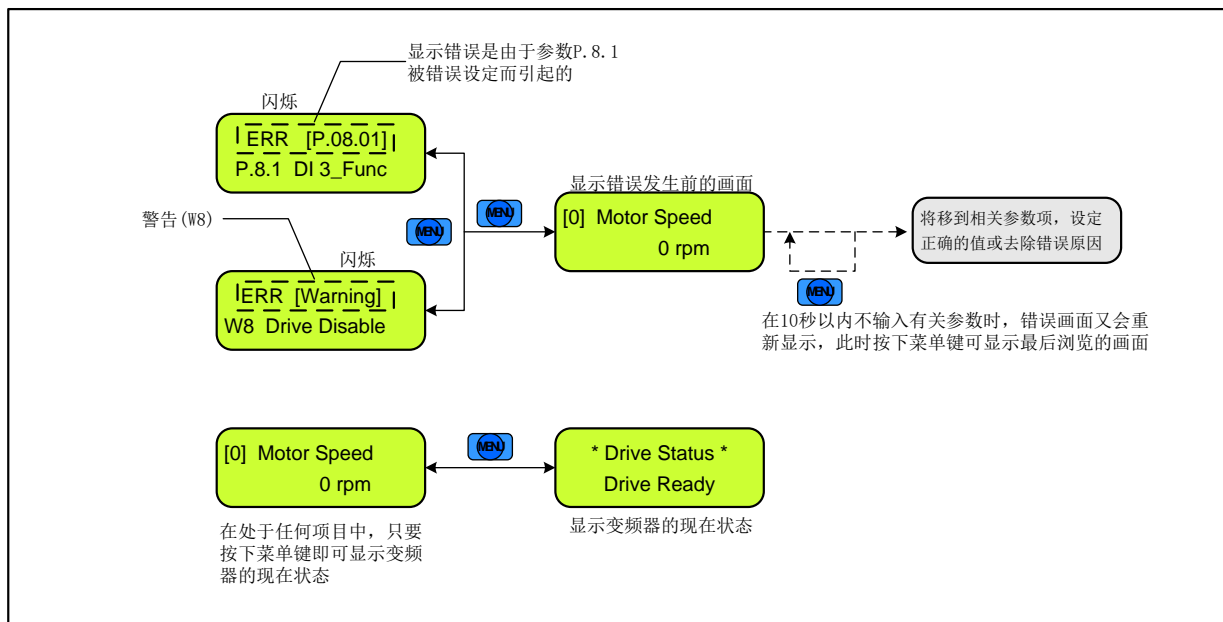 显示错误是由于参数P.8.1
被错误设定而引起的
闪烁
ERR [P.08.01]
P.8.1 DI 3_Func
MENU
MENU
显示错误发生前的画面
[0] Motor Speed
0 rpm
将移到相关参数项，设定
正确的值或去除错误原因
警告(W8)
闪烁
ERR [Warning]
W8 Drive Disable
MENU
在10秒以内不输入有关参数时，错误画面又会重
新显示，此时按下菜单键可显示最后浏览的画面
[0] Motor Speed
0 rpm
MENU
* Drive Status *
Drive Ready
在处于任何项目中，只要
按下菜单键即可显示变频
器的现在状态
显示变频器的现在状态